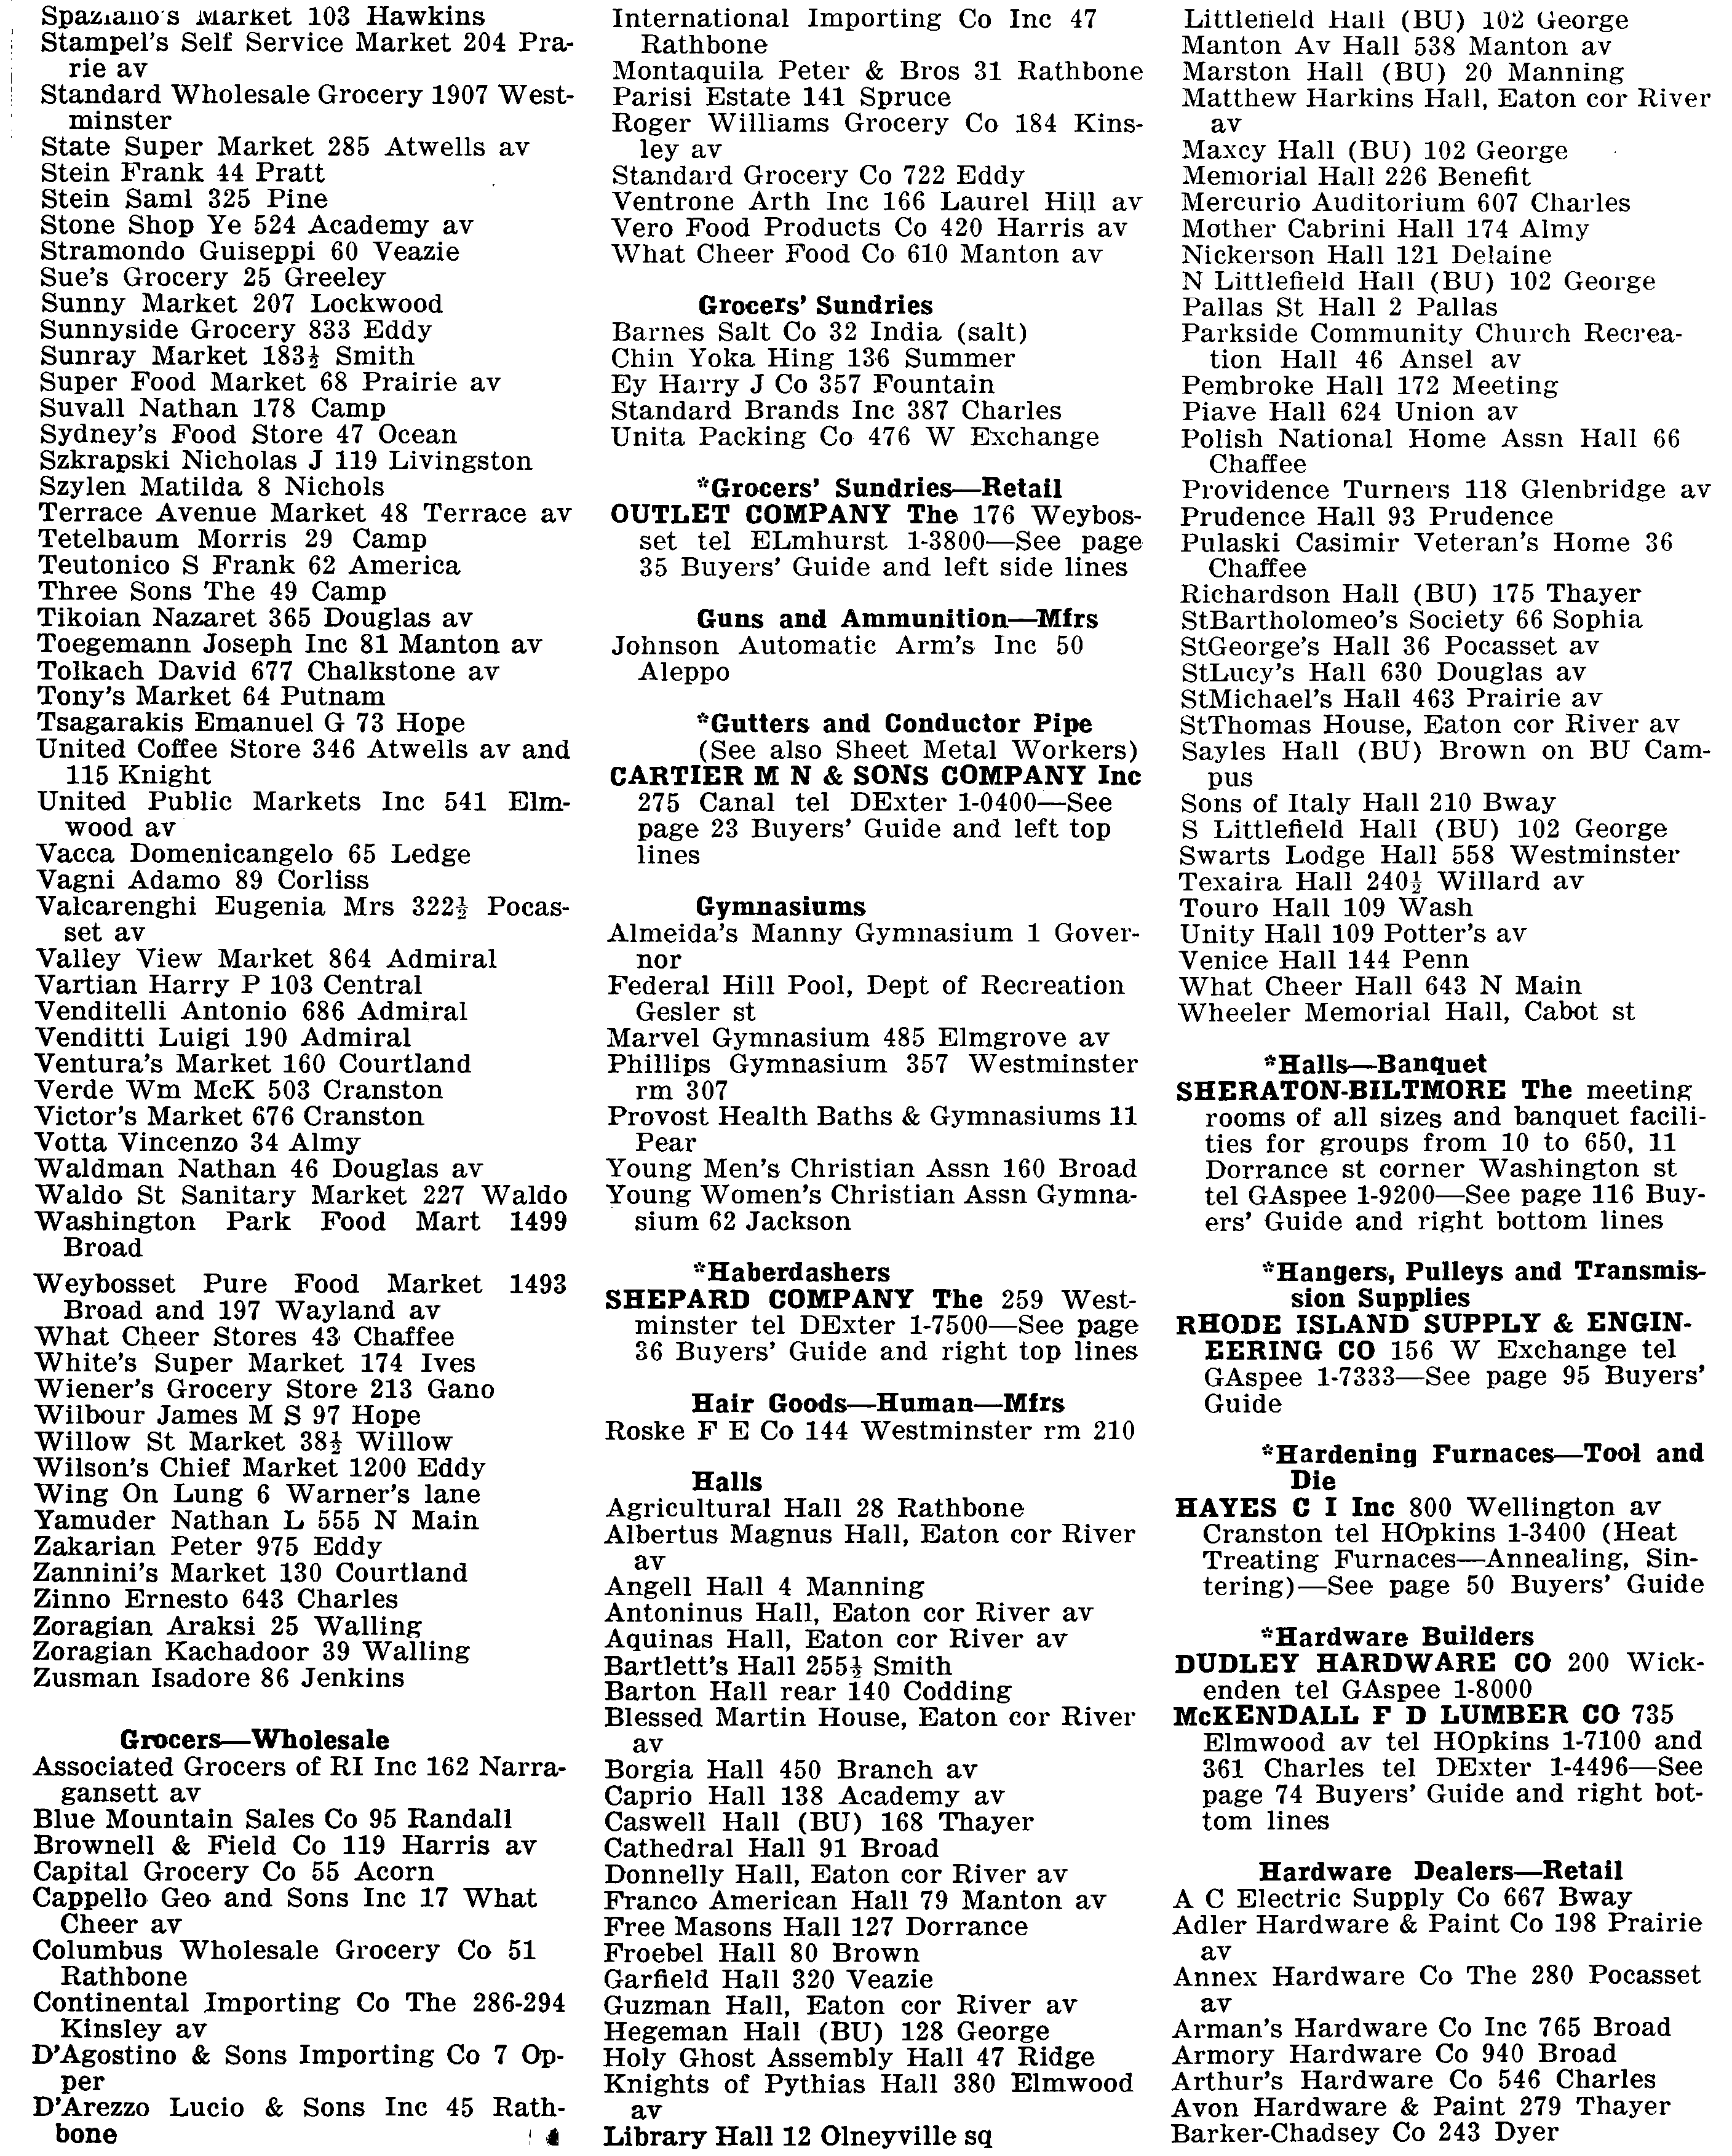 Spaziano's Market 103 Hawkins
Stampel's Self Service Market 204 Pra-
rie av
Standard Wholesale Grocery 1907 West-
minster
State Super Market 285 Atwells av
Stein Frank 44 Pratt
Stein Saml 325 Pine
Stone Shop Ye 524 Academy av
Stramondo Guiseppi 60 Veazie
Sue's Grocery 25 Greeley
Sunny Market 207 Lockwood
Sunnyside Grocery 833 Eddy
Sunray Market 183½ Smith
Super Food Market 68 Prairie av
Suvall Nathan 178 Camp
Sydney's Food Store 47 Ocean
Szkrapski Nicholas J 119 Livingston
Szylen Matilda 8 Nichols
Terrace Avenue Market 48 Terrace av
Tetelbaum Morris 29 Camp
Teutonico S Frank 62 America
Three Sons The 49 Camp
Tikoian Nazaret 365 Douglas av
Toegemann Joseph Inc 81 Manton av
Tolkach David 677 Chalkstone av
Tony's Market 64 Putnam
Tsagarakis Emanuel G 73 Hope
United Coffee Store 346 Atwells av and
115 Knight
United Public Markets Inc 541 Elm-
wood av
Vacca Domenicangelo 65 Ledge
Vagni Adamo 89 Corliss
Valcarenghi Eugenia Mrs 322½ Pocas-
set av
Valley View Market 864 Admiral
Vartian Harry P 103 Central
Venditelli Antonio 686 Admiral
Venditti Luigi 190 Admiral
Ventura's Market 160 Courtland
Verde Wm McK 503 Cranston
Victor's Market 676 Cranston
Votta Vincenzo 34 Almy
Waldman Nathan 46 Douglas av
Waldo St Sanitary Market 227 Waldo
Washington Park Food Mart 1499
Broad
Weybosset Pure Food Market 1493
Broad and 197 Wayland av
What Cheer Stores 43 Chaffee
White's Super Market 174 Ives
Wiener's Grocery Store 213 Gano
Wilbour James M S 97 Hope
Willow St Market 38½ Willow
Wilson's Chief Market 1200 Eddy
Wing On Lung 6 Warner's lane
Yamuder Nathan L 555 N Main
Zakarian Peter 975 Eddy
Zannini's Market 130 Courtland
Zinno Ernesto 643 Charles
Zoragian Araksi 25 Walling
Zoragian Kachadoor 39 Walling
Zusman Isadore 86 Jenkins
Grocers—Wholesale
Associated Grocers of RI Inc 162 Narra-
gansett av
Blue Mountain Sales Co 95 Randall
Brownell & Field Co 119 Harris av
Capital Grocery Co 55 Acorn
Cappello Geo and Sons Inc 17 What
Cheer av
Columbus Wholesale Grocery Co 51
Rathbone
Continental Importing Co The 286-294
Kinsley av
D'Agostino & Sons Importing Co 7 Op-
per
D'Arezzo Lucio & Sons Inc 45 Rath-
bone
International Importing Co Inc 47
Rathbone
Montaquila Peter & Bros 31 Rathbone
Parisi Estate 141 Spruce
Roger Williams Grocery Co 184 Kins-
ley av
Standard Grocery Co 722 Eddy
Ventrone Arth Inc 166 Laurel Hill av
Vero Food Products Co 420 Harris av
What Cheer Food Co 610 Manton av
Grocers' Sundries
Barnes Salt Co 32 India (salt)
Chin Yoka Hing 136 Summer
Ey Harry J Co 357 Fountain
Standard Brands Inc 387 Charles
Unita Packing Co 476 W Exchange
*Grocers' Sundries—Retail
OUTLET COMPANY The 176 Weybos-
set tel ELmhurst 1-3800—See page
35 Buyers' Guide and left side lines
Guns and Ammunition—Mfrs
Johnson Automatic Arm's Inc 50
Aleppo
*Gutters and Conductor Pipe
(See also Sheet Metal Workers)
CARTIER M N & SONS COMPANY Inc
275 Canal tel DExter 1-0400—See
page 23 Buyers' Guide and left top
lines
Gymnasiums
Almeida's Manny Gymnasium 1 Gover-
nor
Federal Hill Pool, Dept of Recreation
Gesler st
Marvel Gymnasium 485 Elmgrove av
Phillips Gymnasium 357 Westminster
rm 307
Provost Health Baths & Gymnasiums 11
Pear
Young Men's Christian Assn 160 Broad
Young Women's Christian Assn Gymna-
sium 62 Jackson
*Haberdashers
SHEPARD COMPANY The 259 West-
minster tel DExter 1-7500—See page
36 Buyers' Guide and right top lines
Hair Goods—Human—Mfrs
Roske F E Co 144 Westminster rm 210
Halls
Agricultural Hall 28 Rathbone
Albertus Magnus Hall, Eaton cor River
av
Angell Hall 4 Manning
Antoninus Hall, Eaton cor River av
Aquinas Hall, Eaton cor River av
Bartlett's Hall 255½ Smith
Barton Hall rear 140 Codding
Blessed Martin House, Eaton cor River
av
Borgia Hall 450 Branch av
Caprio Hall 138 Academy av
Caswell Hall (BU) 168 Thayer
Cathedral Hall 91 Broad
Donnelly Hall, Eaton cor River av
Franco American Hall 79 Manton av
Free Masons Hall 127 Dorrance
Froebel Hall 80 Brown
Garfield Hall 320 Veazie
Guzman Hall, Eaton cor River av
Hegeman Hall (BU) 128 George
Holy Ghost Assembly Hall 47 Ridge
Knights of Pythias Hall 380 Elmwood
av
Library Hall 12 Olneyville sq
Littlefield Hall (BU) 102 George
Manton Av Hall 538 Manton av
Marston Hall (BU) 20 Manning
Matthew Harkins Hall, Eaton cor River
av
Maxcy Hall (BU) 102 George
Memorial Hall 226 Benefit
Mercurio Auditorium 607 Charles
Mother Cabrini Hall 174 Almy
Nickerson Hall 121 Delaine
N Littlefield Hall (BU) 102 George
Pallas St Hall 2 Pallas
Parkside Community Church Recrea-
tion Hall 46 Ansel av
Pembroke Hall 172 Meeting
Piave Hall 624 Union av
Polish National Home Assn Hall 66
Chaffee
Providence Turners 118 Glenbridge av
Prudence Hall 93 Prudence
Pulaski Casimir Veteran's Home 36
Chaffee
Richardson Hall (BU) 175 Thayer
StBartholomeo's Society 66 Sophia
StGeorge's Hall 36 Pocasset av
StLucy's Hall 630 Douglas av
StMichael's Hall 463 Prairie av
StThomas House, Eaton cor River av
Sayles Hall (BU) Brown on BU Cam-
pus
Sons of Italy Hall 210 Bway
S Littlefield Hall (BU) 102 George
Swarts Lodge Hall 558 Westminster
Texaira Hall 240½ Willard av
Touro Hall 109 Wash
Unity Hall 109 Potter's av
Venice Hall 144 Penn
What Cheer Hall 643 N Main
Wheeler Memorial Hall, Cabot st
*Halls—Banquet
SHERATON-BILTMORE The meeting
rooms of all sizes and banquet facili-
ties for groups from 10 to 650, 11
Dorrance st corner Washington st
tel GAspee 1-9200—See page 116 Buy-
ers' Guide and right bottom lines
*Hangers, Pulleys and Transmis-
sion Supplies
RHODE ISLAND SUPPLY & ENGIN-
EERING CO 156 W Exchange tel
GAspee 1-7333—See page 95 Buyers'
Guide
*Hardening Furnaces—Tool and
Die
HAYES C I Inc 800 Wellington av
Cranston tel HOpkins 1-3400 (Heat
Treating Furnaces—Annealing, Sin-
tering)—See page 50 Buyers' Guide
*Hardware Builders
DUDLEY HARDWARE CO 200 Wick-
enden tel GAspee 1-8000
McKENDALL F D LUMBER CO 735
Elmwood av tel HOpkins 1-7100 and
361 Charles tel DExter 1-4496—See
page 74 Buyers' Guide and right bot-
tom lines
Hardware Dealers—Retail
A C Electric Supply Co 667 Bway
Adler Hardware & Paint Co 198 Prairie
av
Annex Hardware Co The 280 Pocasset
av
Arman's Hardware Co Inc 765 Broad
Armory Hardware Co 940 Broad
Arthur's Hardware Co 546 Charles
Avon Hardware & Paint 279 Thayer
Barker-Chadsey Co 243 Dyer